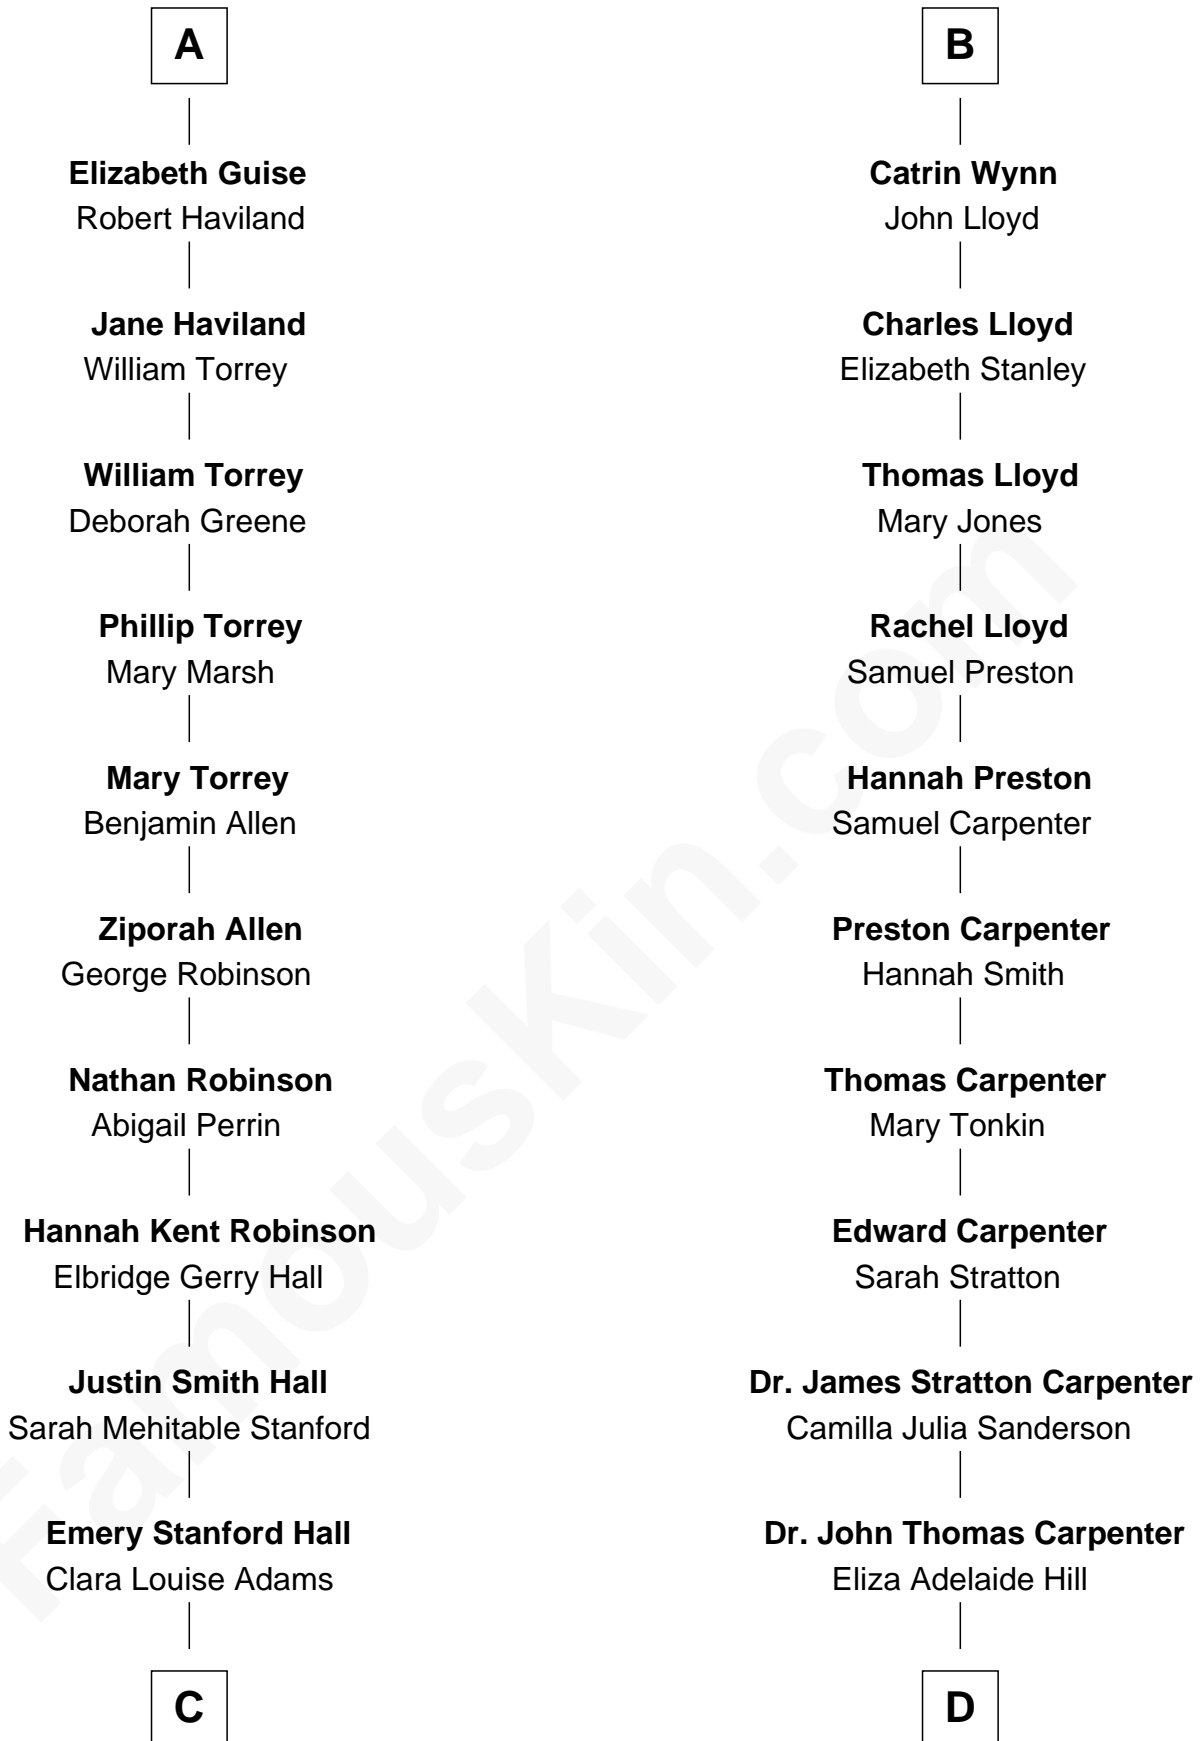 A
Elizabeth Guise
Robert Haviland
Jane Haviland
William Torrey
William Torrey
Deborah Greene
Phillip Torrey
Mary Marsh
Mary Torrey
Benjamin Allen
Ziporah Allen
George Robinson
Nathan Robinson
Abigail Perrin
Hannah Kent Robinson
Elbridge Gerry Hall
Justin Smith Hall
Sarah Mehitable Stanford
Emery Stanford Hall
Clara Louise Adams
C
B
Catrin Wynn
John Lloyd
Charles Lloyd
Elizabeth Stanley
Thomas Lloyd
Mary Jones
Rachel Lloyd
Samuel Preston
Hannah Preston
Samuel Carpenter
Preston Carpenter
Hannah Smith
Thomas Carpenter
Mary Tonkin
Edward Carpenter
Sarah Stratton
Dr. James Stratton Carpenter
Camilla Julia Sanderson
Dr. John Thomas Carpenter
Eliza Adelaide Hill
D
FamousKin.com